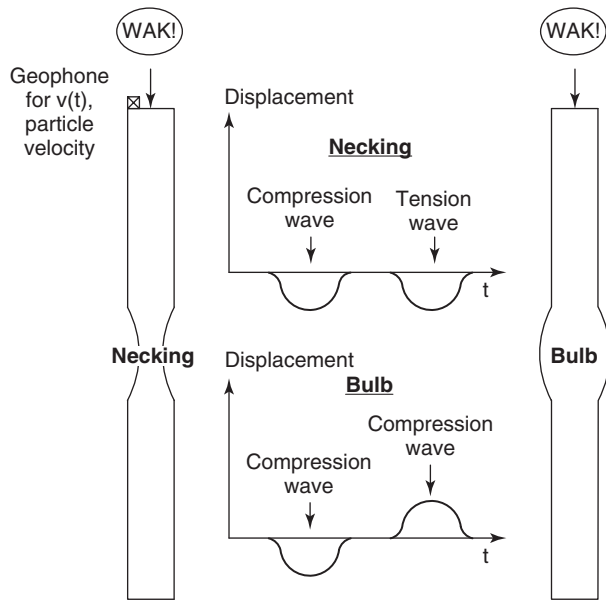 WAK!
WAK!
Geophone
for v(t),
particle
velocity
Displacement
Necking
Compression
wave
Tension
wave
t
Necking
Displacement
Bulb
Bulb
Compression
wave
Compression
wave
t